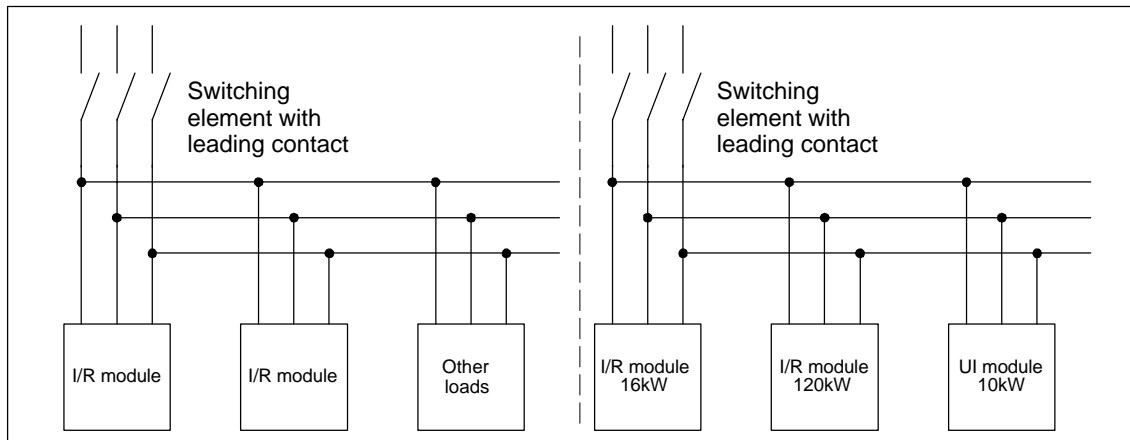 Switching
element with
leading contact
I/R module
I/R module
Other
loads
Switching
element with
leading contact
I/R module
16kW
I/R module
120kW
UI module
10kW